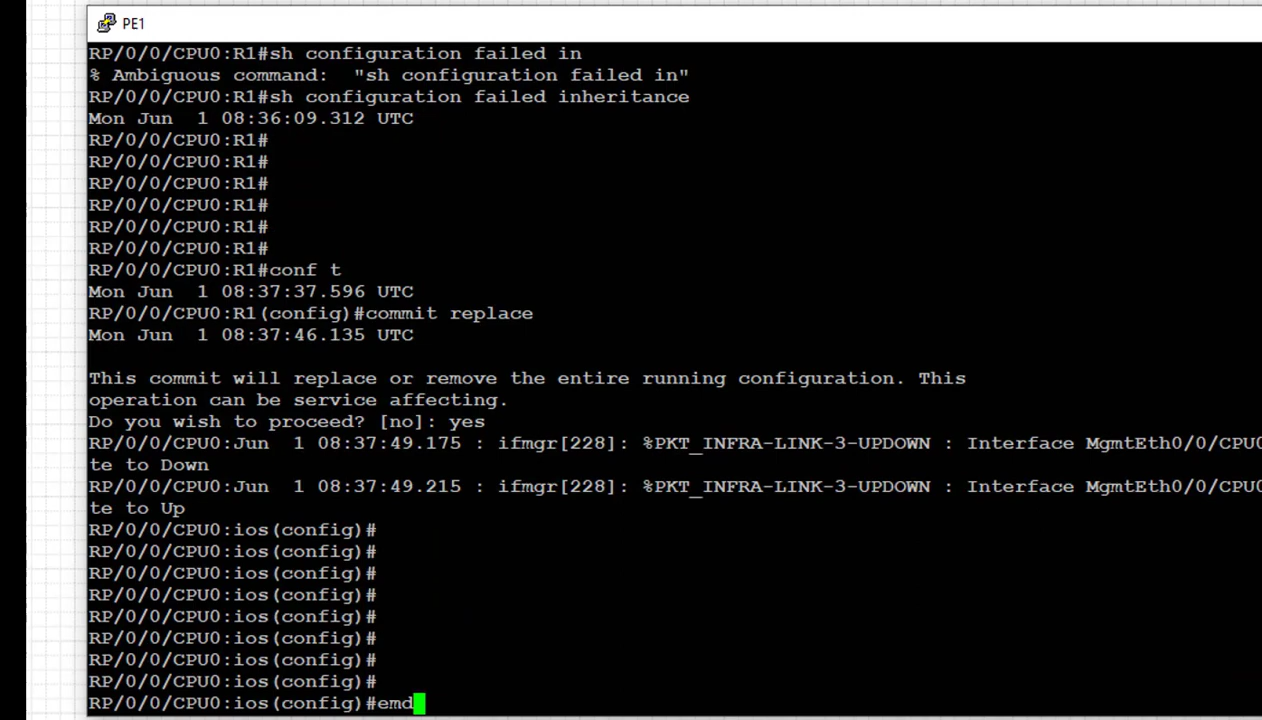 PE1
RP/0/0/CPU0:R1#sh configuration failed in
% Ambiguous command:  "sh configuration failed in"
RP/0/0/CPU0:R1#sh configuration failed inheritance
Mon Jun  1 08:36:09.312 UTC
RP/0/0/CPU0:R1#
RP/0/0/CPU0:R1#
RP/0/0/CPU0:R1#
RP/0/0/CPU0:R1#
RP/0/0/CPU0:R1#
RP/0/0/CPU0:R1#
RP/0/0/CPU0:R1#conf t
Mon Jun  1 08:37:37.596 UTC
RP/0/0/CPU0:R1(config)#commit replace
Mon Jun  1 08:37:46.135 UTC
This commit will replace or remove the entire running configuration. This
operation can be service affecting.
Do you wish to proceed? [no]: yes
RP/0/0/CPU0:Jun  1 08:37:49.175 : ifmgr[228]: %PKT_INFRA-LINK-3-UPDOWN : Interface MgmtEth0/0/CPU0
te to Down
RP/0/0/CPU0:Jun  1 08:37:49.215 : ifmgr[228]: %PKT_INFRA-LINK-3-UPDOWN : Interface MgmtEth0/0/CPU0
te to Up
RP/0/0/CPU0:ios(config)#
RP/0/0/CPU0:ios(config)#
RP/0/0/CPU0:ios(config)#
RP/0/0/CPU0:ios(config)#
RP/0/0/CPU0:ios(config)#
RP/0/0/CPU0:ios(config)#
RP/0/0/CPU0:ios(config)#
RP/0/0/CPU0:ios(config)#
RP/0/0/CPU0:ios(config)#emd